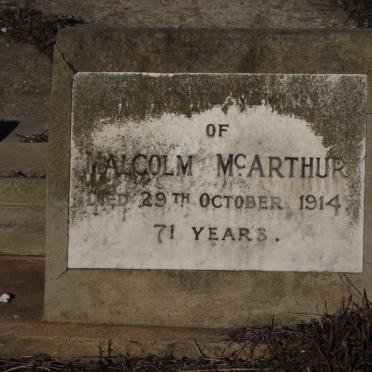 OF
MALCOLM McARTHUR
DIED 29TH OCTOBER 1914
71 YEARS.